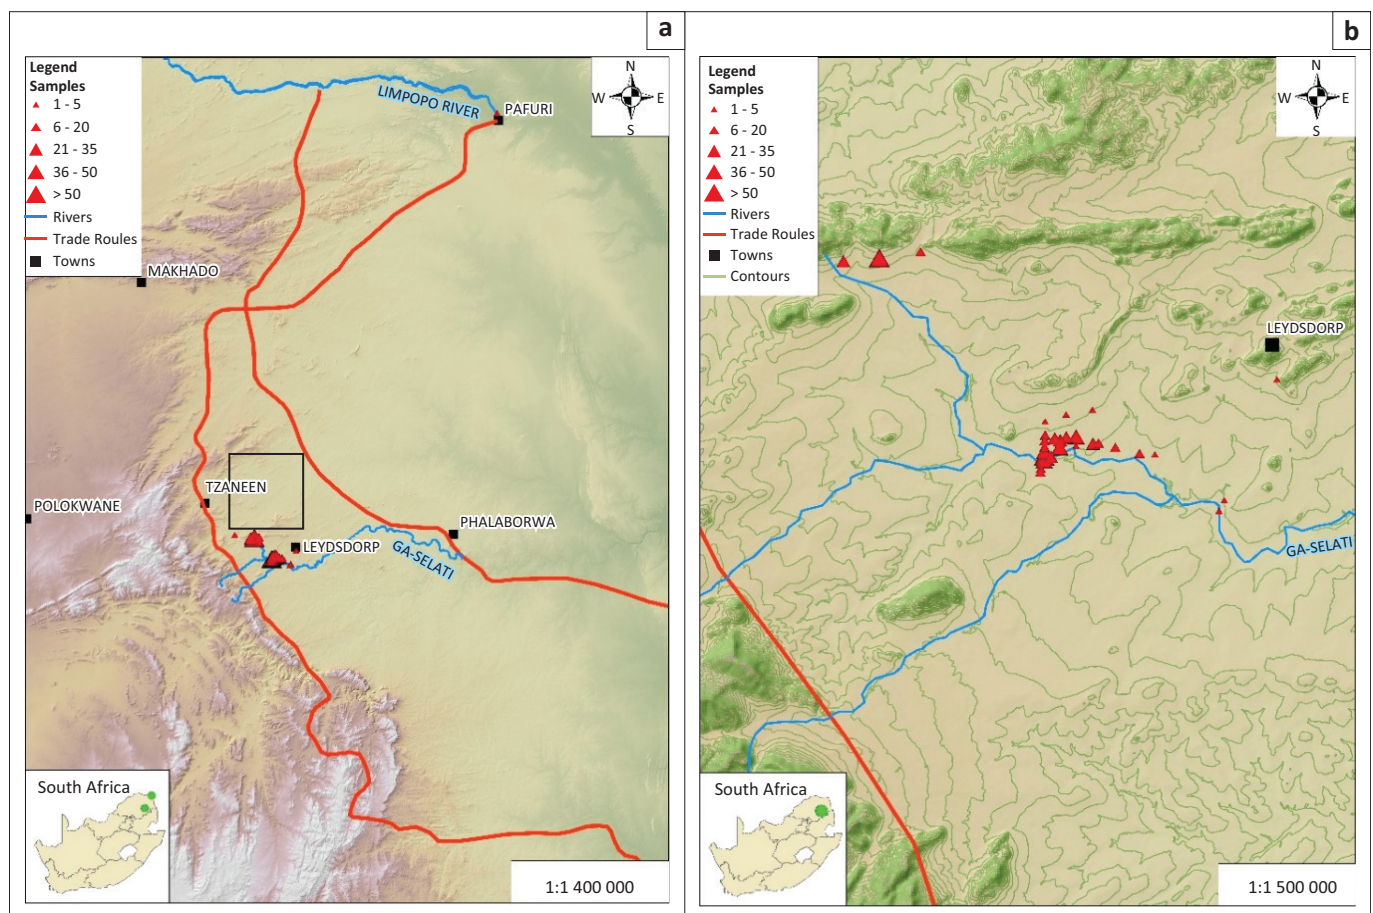 a
Legend
Samples
1 - 5
6 - 20
21 - 35
36 - 50
> 50
Rivers
Trade Roules
Towns
N
W
E
S
LIMPOPO RIVER
PAFURI
MAKHADO
TZANEEN
POLOKWANE
PHALABORWA
LEYDSDORP
GA-SELATI
South Africa
1:1 400 000
b
Legend
Samples
1 - 5
6 - 20
21 - 35
36 - 50
> 50
Rivers
Trade Roules
Towns
Contours
N
W
E
S
LEYDSDORP
GA-SELATI
South Africa
1:1 500 000